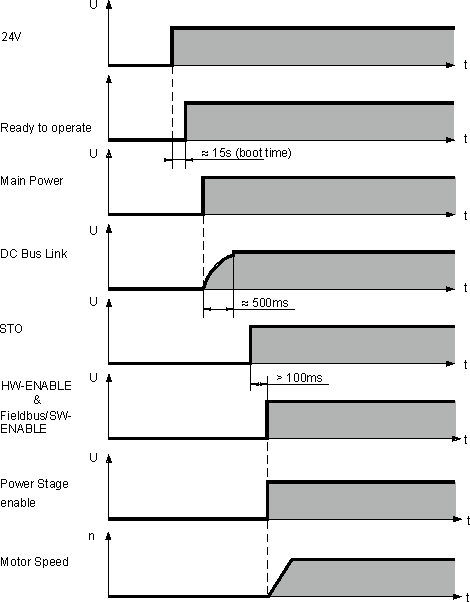 U
24V
t
Ready to operate
t
≈ 15s (boot time)
U
Main Power
t
U
DC Bus Link
t
≈ 500ms
U
STO
t
> 100ms
U
HW-ENABLE
&
Fieldbus/SW-
ENABLE
t
U
Power Stage
enable
t
n
Motor Speed
t